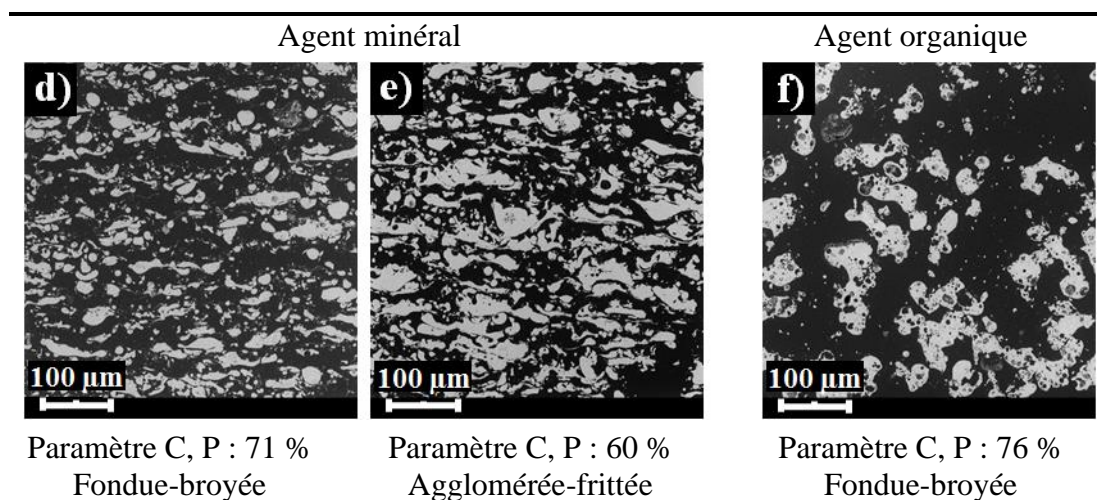 Agent minéral
Agent organique
d)
e)
f)
100 µm
100 µm
100 µm
Paramètre C, P : 71 %
Fondue-broyée
Paramètre C, P : 60 %
Agglomérée-frittée
Paramètre C, P : 76 %
Fondue-broyée